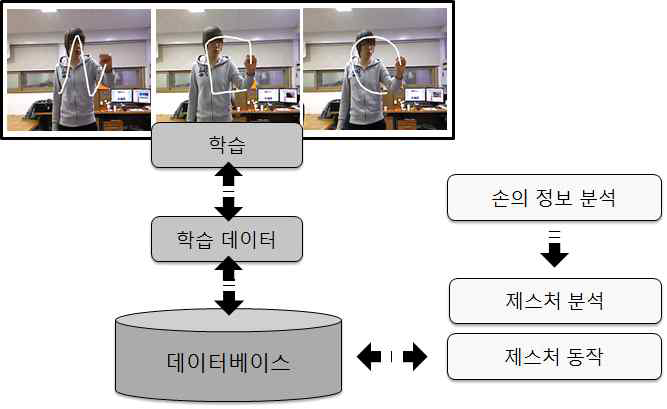 학습
학습 데이터
데이터베이스
손의 정보 분석
제스처 분석
제스처 동작